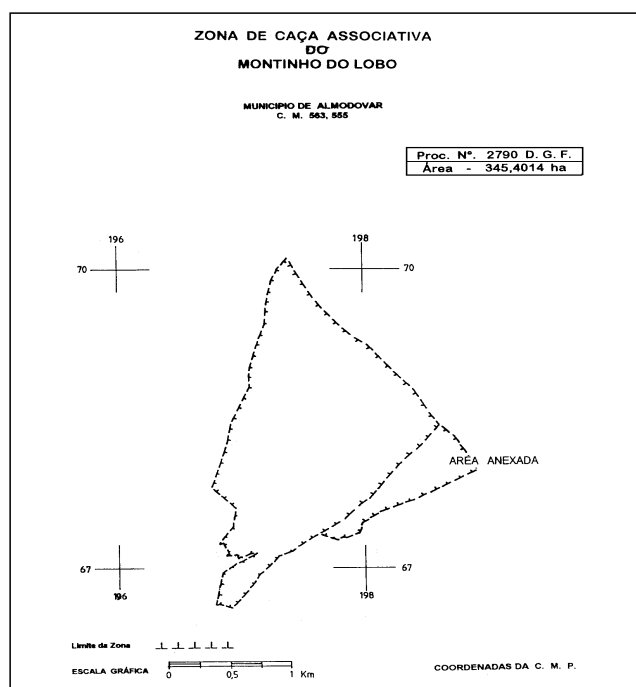 ZONA DE CAÇA ASSOCIATIVA
DO
MONTINHO DO LOBO
MUNICIPIO DE ALMODOVAR
C. M. 563, 555
Proc. Nº. 2790 D. G. F.
Área - 345,4014 ha
196
198
70
70
AREA ANEXADA
67
67
196
198
Limite da Zona
ESCALA GRÁFICA
0
0,5
1 Km
COORDENADAS DA C. M. P.